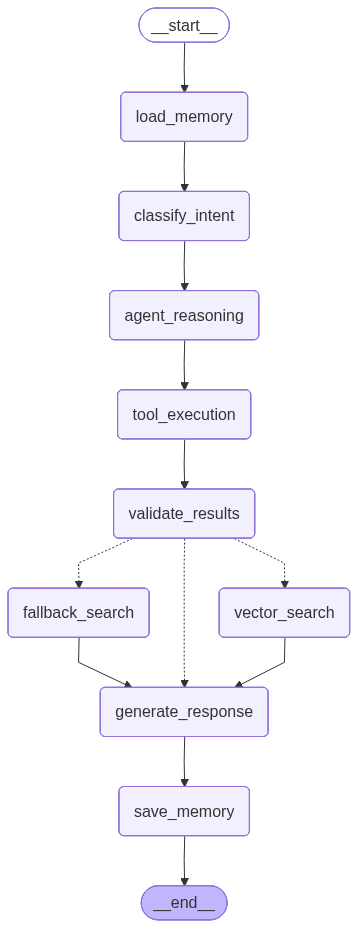 __start__
load_memory
classify_intent
agent_reasoning
tool_execution
validate_results
fallback_search
vector_search
generate_response
save_memory
__end__